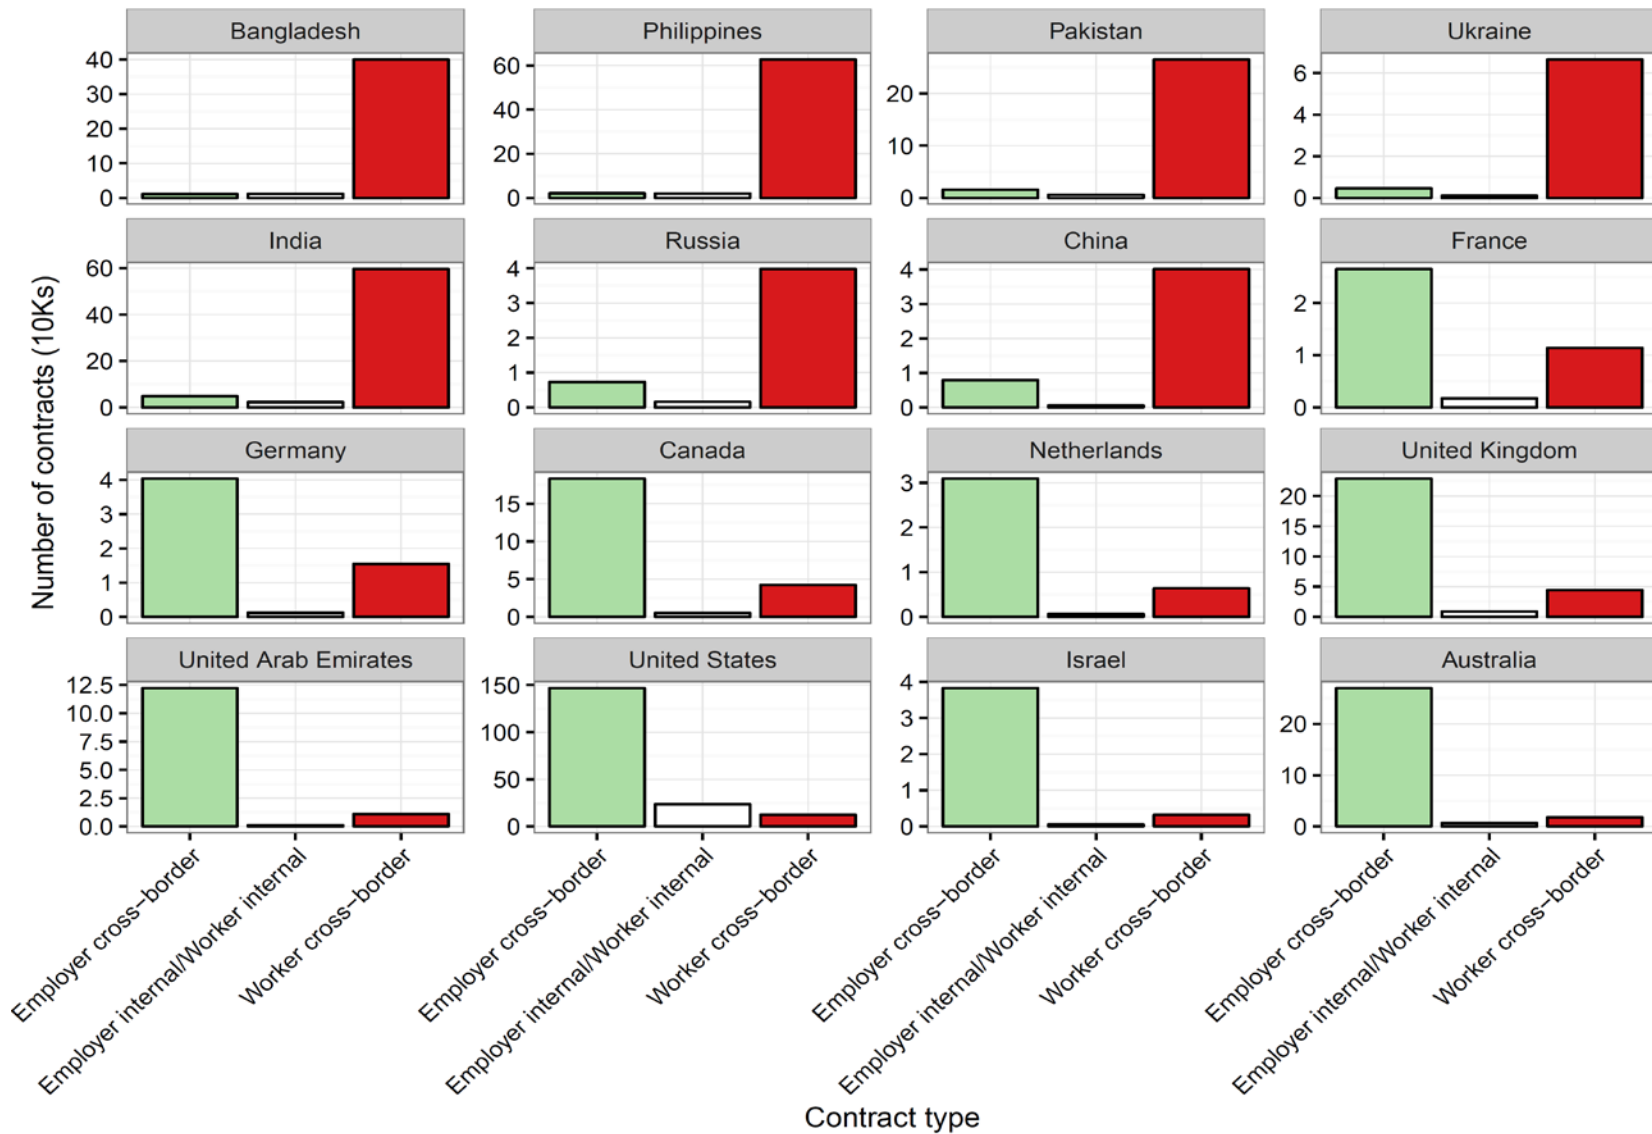 Number of contracts (10Ks)
Bangladesh
40
30
20
10
0
Philippines
60
40
20
0
Pakistan
20
10
0
Ukraine
6
4
2
0
India
60
40
20
0
Russia
4
3
2
1
0
China
4
3
2
1
0
France
2
1
0
Germany
4
3
2
1
0
Canada
15
10
5
0
Netherlands
3
2
1
0
United Kingdom
20
15
10
5
0
United Arab Emirates
12.5
10.0
7.5
5.0
2.5
0.0
United States
150
100
50
0
Israel
4
3
2
1
0
Australia
20
10
0
Employer cross−border
Employer internal/Worker internal
Worker cross−border
Employer cross−border
Employer internal/Worker internal
Worker cross−border
Employer cross−border
Employer internal/Worker internal
Worker cross−border
Employer cross−border
Employer internal/Worker internal
Worker cross−border
Contract type